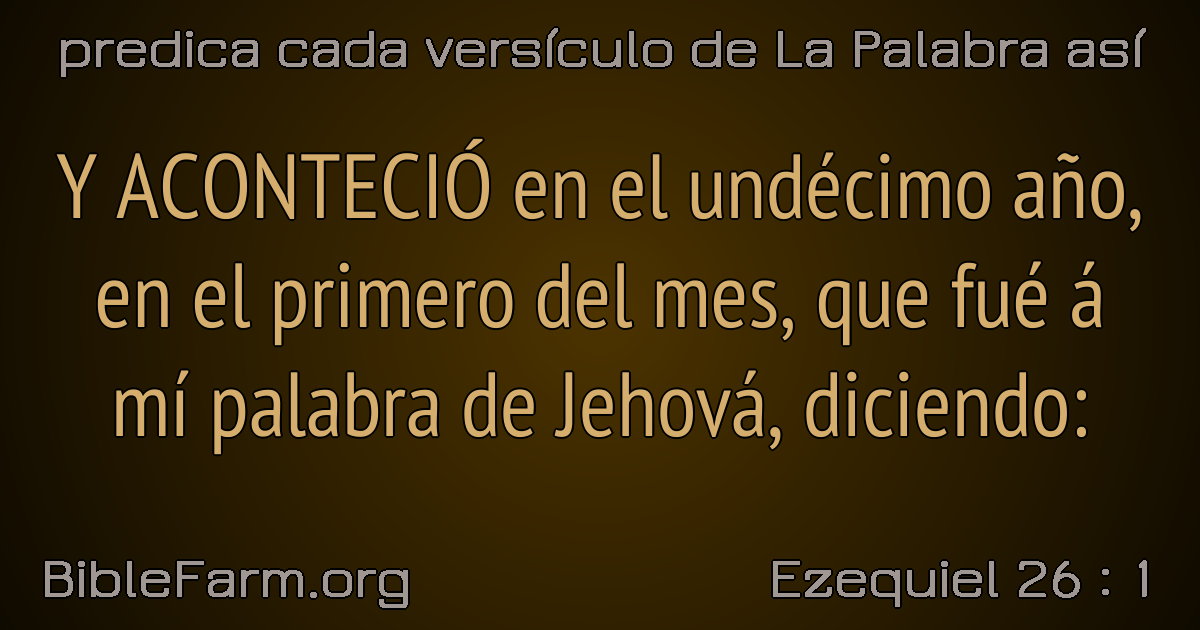 predica cada versículo de La Palabra así
Y ACONTECIÓ en el undécimo año,
en el primero del mes, que fué á
mí palabra de Jehová, diciendo:
BibleFarm.org
Ezequiel 26 : 1